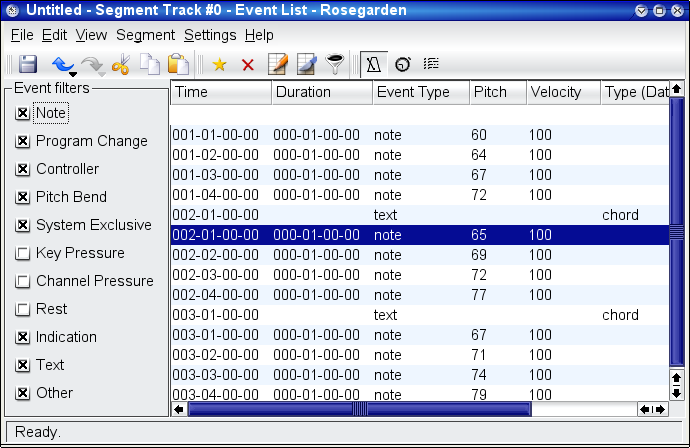 Untitled - Segment Track #0 - Event List - Rosegarden
File Edit View Segment Settings Help
Event filters
Note
Program Change
Controller
Pitch Bend
System Exclusive
Key Pressure
Channel Pressure
Rest
Indication
Text
Other
Time Duration Event Type Pitch Velocity Type (Dat
001-01-00-00 000-01-00-00 note 60 100
001-02-00-00 000-01-00-00 note 64 100
001-03-00-00 000-01-00-00 note 67 100
001-04-00-00 000-01-00-00 note 72 100
002-01-00-00 text chord
002-01-00-00 000-01-00-00 note 65 100
002-02-00-00 000-01-00-00 note 69 100
002-03-00-00 000-01-00-00 note 72 100
002-04-00-00 000-01-00-00 note 77 100
003-01-00-00 text chord
003-01-00-00 000-01-00-00 note 67 100
003-02-00-00 000-01-00-00 note 71 100
003-03-00-00 000-01-00-00 note 74 100
003-04-00-00 000-01-00-00 note 79 100
Ready.